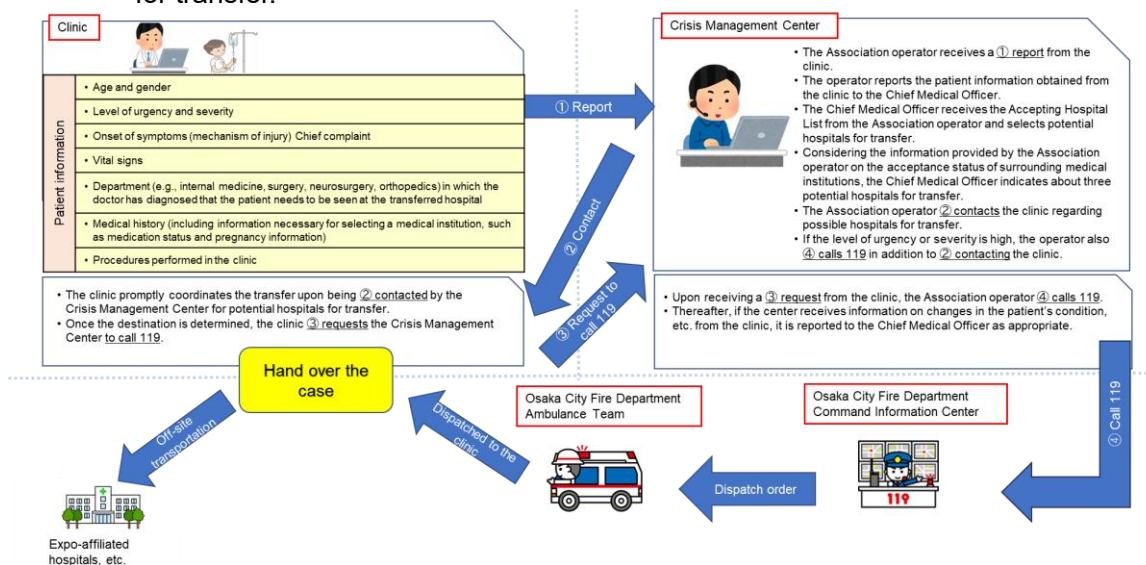 for transfer.
Clinic
Patient information
• Age and gender
• Level of urgency and severity
• Onset of symptoms (mechanism of injury) Chief complaint
• Vital signs
• Department (e.g., internal medicine, surgery, neurosurgery, orthopedics) in which the
doctor has diagnosed that the patient needs to be seen at the transferred hospital
• Medical history (including information necessary for selecting a medical institution, such
as medication status and pregnancy information)
• Procedures performed in the clinic
① Report
Crisis Management Center
• The Association operator receives a ① report from the
clinic.
• The operator reports the patient information obtained from
the clinic to the Chief Medical Officer.
• The Chief Medical Officer receives the Accepting Hospital
List from the Association operator and selects potential
hospitals for transfer.
• Considering the information provided by the Association
operator on the acceptance status of surrounding medical
institutions, the Chief Medical Officer indicates about three
potential hospitals for transfer.
• The Association operator ② contacts the clinic regarding
possible hospitals for transfer.
• If the level of urgency or severity is high, the operator also
④ calls 119 in addition to ② contacting the clinic.
② Contact
• The clinic promptly coordinates the transfer upon being ② contacted by the
Crisis Management Center for potential hospitals for transfer.
• Once the destination is determined, the clinic ③ requests the Crisis Management
Center to call 119.
③ Request to
call 119
• Upon receiving a ③ request from the clinic, the Association operator ④ calls 119.
• Thereafter, if the center receives information on changes in the patient's condition,
etc. from the clinic, it is reported to the Chief Medical Officer as appropriate.
④ Call 119
Hand over the
case
Osaka City Fire Department
Ambulance Team
Osaka City Fire Department
Command Information Center
Dispatched to the
clinic
Dispatch order
119
Off-site
transportation
Expo-affiliated
hospitals, etc.